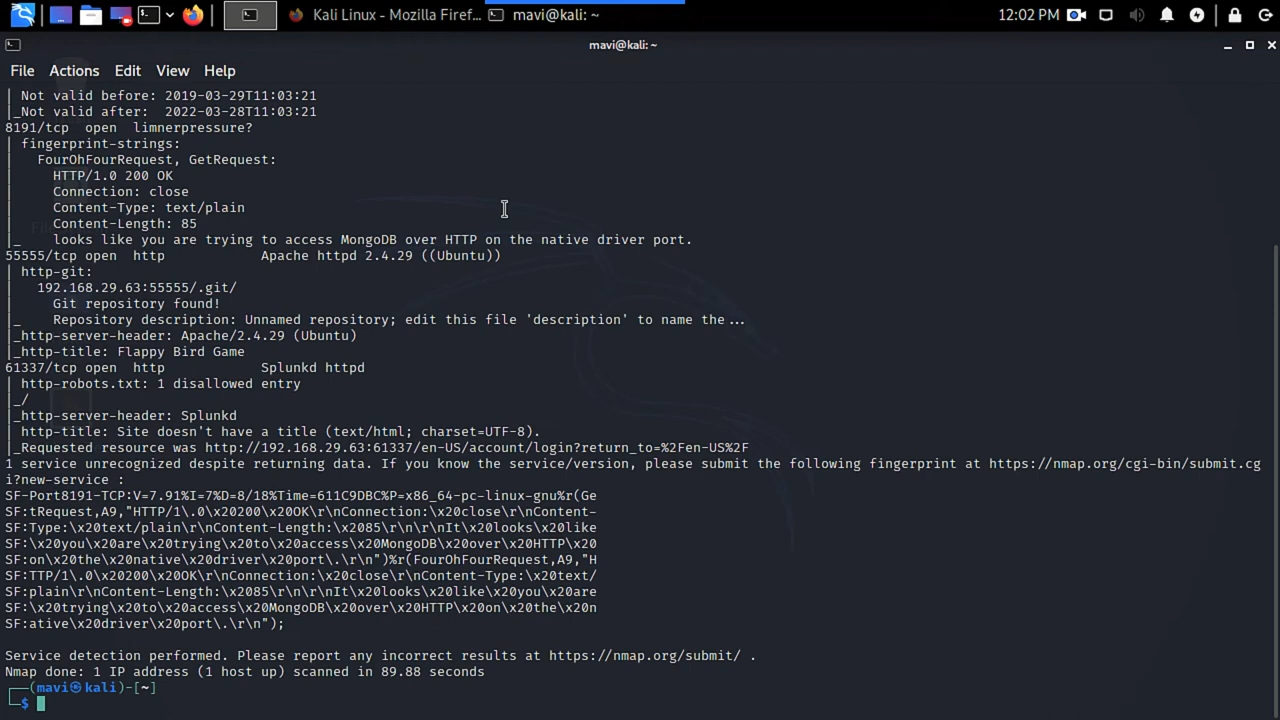 Kali Linux - Mozilla Firef...
mavi@kali: ~
12:02 PM
mavi@kali: ~
File Actions Edit View Help
| Not valid before: 2019-03-29T11:03:21
|_Not valid after:  2022-03-28T11:03:21
8191/tcp  open  limnerpressure?
| fingerprint-strings:
|   FourOhFourRequest, GetRequest:
|     HTTP/1.0 200 OK
|     Connection: close
|     Content-Type: text/plain
|     Content-Length: 85
|_    looks like you are trying to access MongoDB over HTTP on the native driver port.
55555/tcp open  http            Apache httpd 2.4.29 ((Ubuntu))
| http-git:
|   192.168.29.63:55555/.git/
|     Git repository found!
|_    Repository description: Unnamed repository; edit this file 'description' to name the...
|_http-server-header: Apache/2.4.29 (Ubuntu)
|_http-title: Flappy Bird Game
61337/tcp open  http            Splunkd httpd
| http-robots.txt: 1 disallowed entry
|_/
|_http-server-header: Splunkd
| http-title: Site doesn't have a title (text/html; charset=UTF-8).
|_Requested resource was http://192.168.29.63:61337/en-US/account/login?return_to=%2Fen-US%2F
1 service unrecognized despite returning data. If you know the service/version, please submit the following fingerprint at https://nmap.org/cgi-bin/submit.cg
i?new-service :
SF-Port8191-TCP:V=7.91%I=7%D=8/18%Time=611C9DBC%P=x86_64-pc-linux-gnu%r(Ge
SF:tRequest,A9,"HTTP/1\.0\x20200\x20OK\r\nConnection:\x20close\r\nContent-
SF:Type:\x20text/plain\r\nContent-Length:\x2085\r\n\r\nIt\x20looks\x20like
SF:\x20you\x20are\x20trying\x20to\x20access\x20MongoDB\x20over\x20HTTP\x20
SF:on\x20the\x20native\x20driver\x20port\.\r\n")%r(FourOhFourRequest,A9,"H
SF:TTP/1\.0\x20200\x20OK\r\nConnection:\x20close\r\nContent-Type:\x20text/
SF:plain\r\nContent-Length:\x2085\r\n\r\nIt\x20looks\x20like\x20you\x20are
SF:\x20trying\x20to\x20access\x20MongoDB\x20over\x20HTTP\x20on\x20the\x20n
SF:ative\x20driver\x20port\.\r\n");
Service detection performed. Please report any incorrect results at https://nmap.org/submit/ .
Nmap done: 1 IP address (1 host up) scanned in 89.88 seconds
┌──(mavi㉿kali)-[~]
└─$